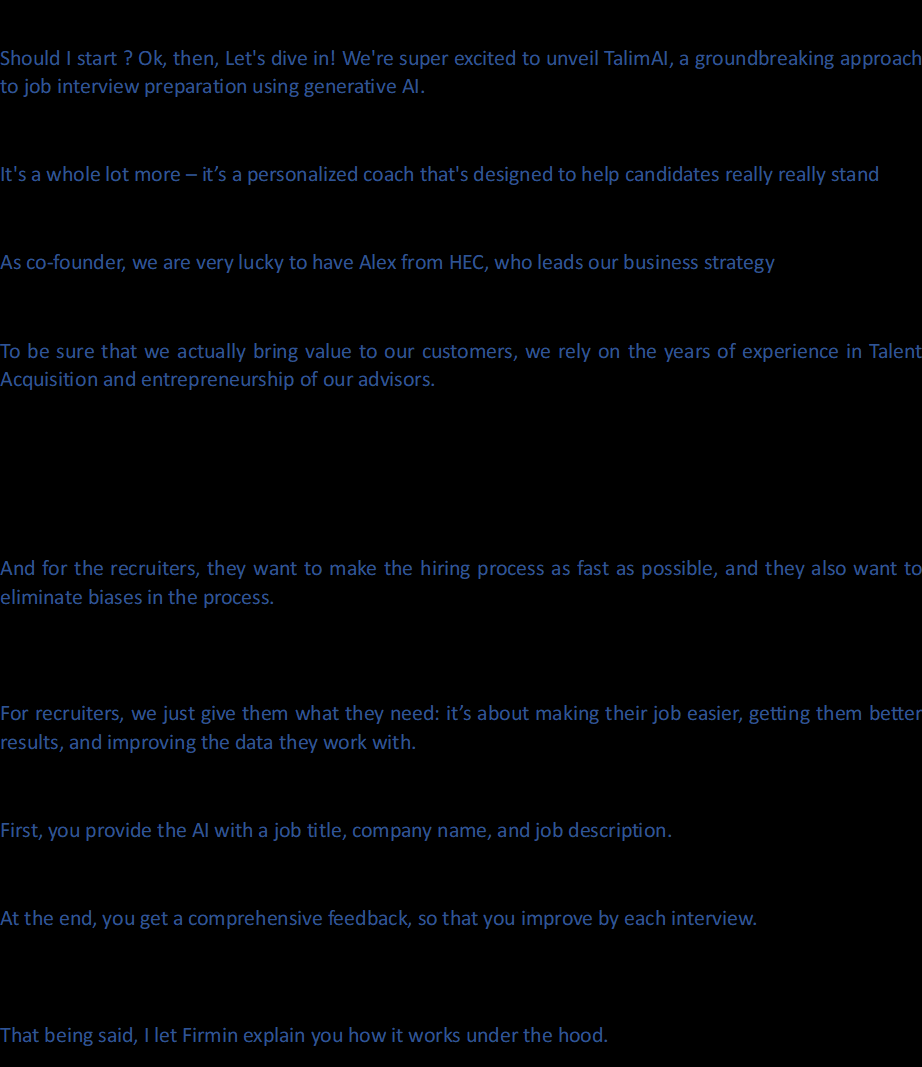 Should I start ? Ok, then, Let's dive in! We're super excited to unveil TalimAI, a groundbreaking approach
to job interview preparation using generative AI.
It's a whole lot more – it’s a personalized coach that's designed to help candidates really really stand
As co-founder, we are very lucky to have Alex from HEC, who leads our business strategy
To be sure that we actually bring value to our customers, we rely on the years of experience in Talent
Acquisition and entrepreneurship of our advisors.
And for the recruiters, they want to make the hiring process as fast as possible, and they also want to
eliminate biases in the process.
For recruiters, we just give them what they need: it’s about making their job easier, getting them better
results, and improving the data they work with.
First, you provide the AI with a job title, company name, and job description.
At the end, you get a comprehensive feedback, so that you improve by each interview.
That being said, I let Firmin explain you how it works under the hood.